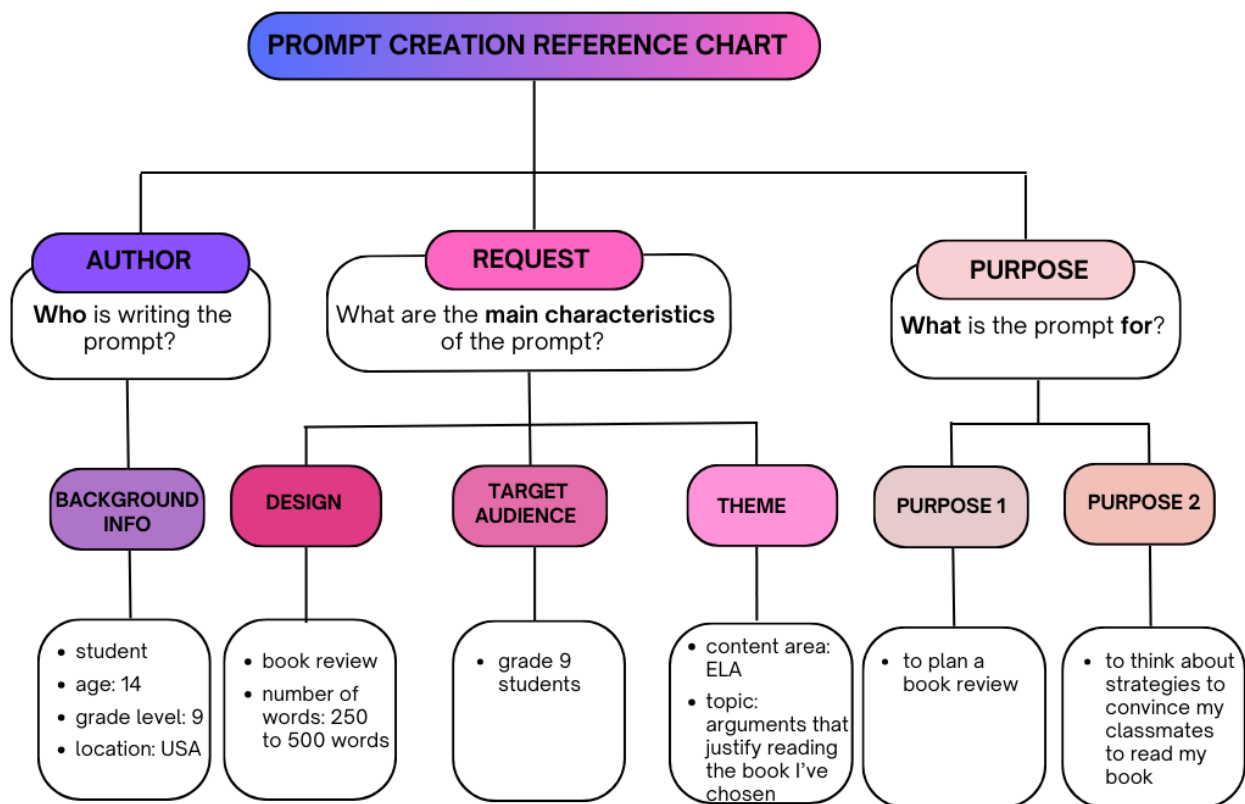 PROMPT CREATION REFERENCE CHART
AUTHOR
Who is writing the
prompt?
REQUEST
What are the main characteristics
of the prompt?
PURPOSE
What is the prompt for?
BACKGROUND
INFO
DESIGN
TARGET
AUDIENCE
THEME
PURPOSE 1
PURPOSE 2
• student
• age: 14
• grade level: 9
• location: USA
• book review
• number of
words: 250
to 500 words
• grade 9
students
• content area:
ELA
• topic:
arguments that
justify reading
the book I’ve
chosen
• to plan a
book review
• to think about
strategies to
convince my
classmates
to read my
book